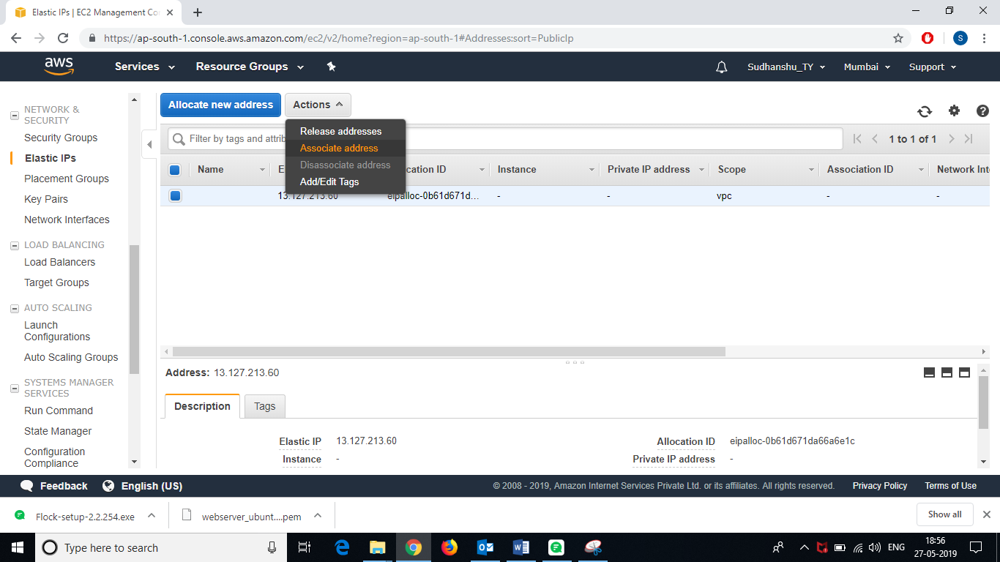 Elastic IPs | EC2 Management Co
https://ap-south-1.console.aws.amazon.com/ec2/v2/home?region=ap-south-1#Addresses:sort=PublicIp
S
aws
Services
Resource Groups
Sudhanshu_TY
Mumbai
Support
NETWORK &
SECURITY
Security Groups
Elastic IPs
Placement Groups
Key Pairs
Network Interfaces
LOAD BALANCING
Load Balancers
Target Groups
AUTO SCALING
Launch
Configurations
Auto Scaling Groups
SYSTEMS MANAGER
SERVICES
Run Command
State Manager
Configuration
Compliance
Allocate new address
Actions
Release addresses
Associate address
Disassociate address
Add/Edit Tags
Filter by tags and attrib
1 to 1 of 1
Name
E
ocation ID
Instance
Private IP address
Scope
Association ID
Network Int
13.127.213.60
eipalloc-0b61d671d...
-
-
vpc
-
-
Address: 13.127.213.60
Description
Tags
Elastic IP 13.127.213.60
Allocation ID eipalloc-0b61d671da66a6e1c
Instance -
Private IP address -
Feedback
English (US)
© 2008 - 2019, Amazon Internet Services Private Ltd. or its affiliates. All rights reserved.
Privacy Policy
Terms of Use
Flock-setup-2.2.254.exe
webserver_ubunt....pem
Show all
Type here to search
ENG
18:56
27-05-2019